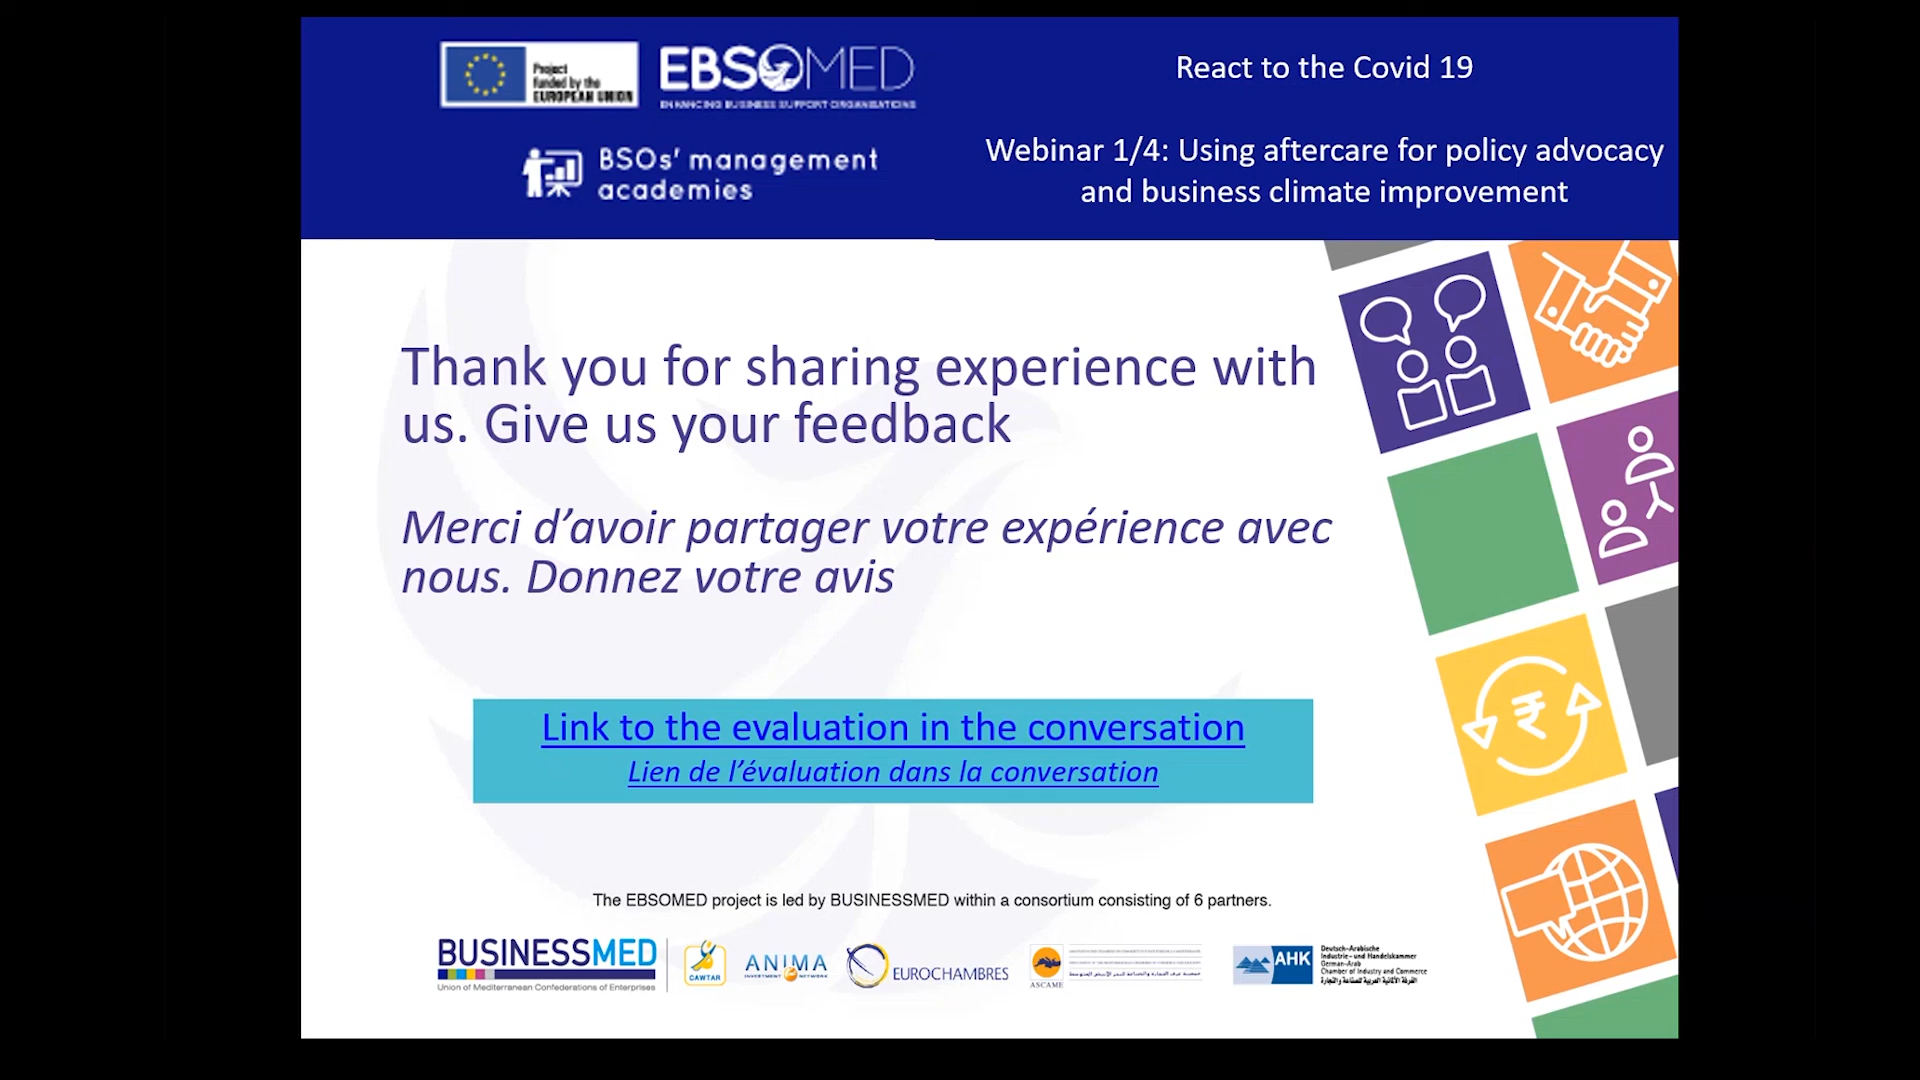 Project
funded by the
EUROPEAN UNION
EBSOMED
ENHANCING BUSINESS SUPPORT ORGANISATIONS
BSOs' management
academies
React to the Covid 19
Webinar 1/4: Using aftercare for policy advocacy
and business climate improvement
Thank you for sharing experience with
us. Give us your feedback
Merci d’avoir partager votre expérience avec
nous. Donnez votre avis
Link to the evaluation in the conversation
Lien de l’évaluation dans la conversation
The EBSOMED project is led by BUSINESSMED within a consortium consisting of 6 partners.
BUSINESSMED
Union of Mediterranean Confederations of Enterprises
CAWTAR
ANIMA
INVESTMENT NETWORK
EUROCHAMBRES
ASCAME
AHK
Deutsch-Arabische
Industrie- und Handelskammer
German-Arab
Chamber of Industry and Commerce
الغرفة الألمانية العربية للصناعة والتجارة